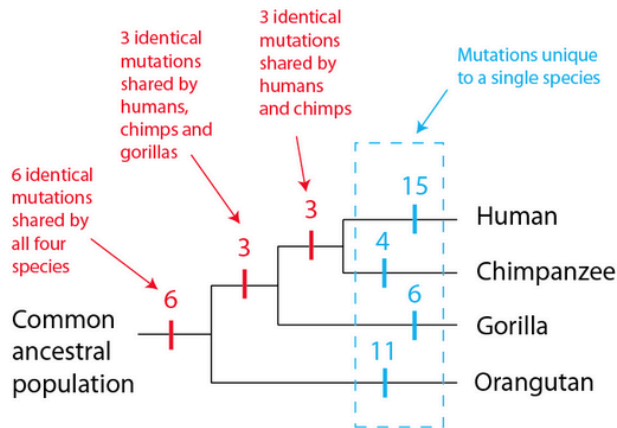 3 identical
mutations
shared by
humans,
chimps and
gorillas
3 identical
mutations
shared by
humans
and chimps
Mutations unique
to a single species
6 identical
mutations
shared by
all four
species
15
3
Human
4
3
Chimpanzee
6
6
Common
ancestral
population
Gorilla
11
Orangutan